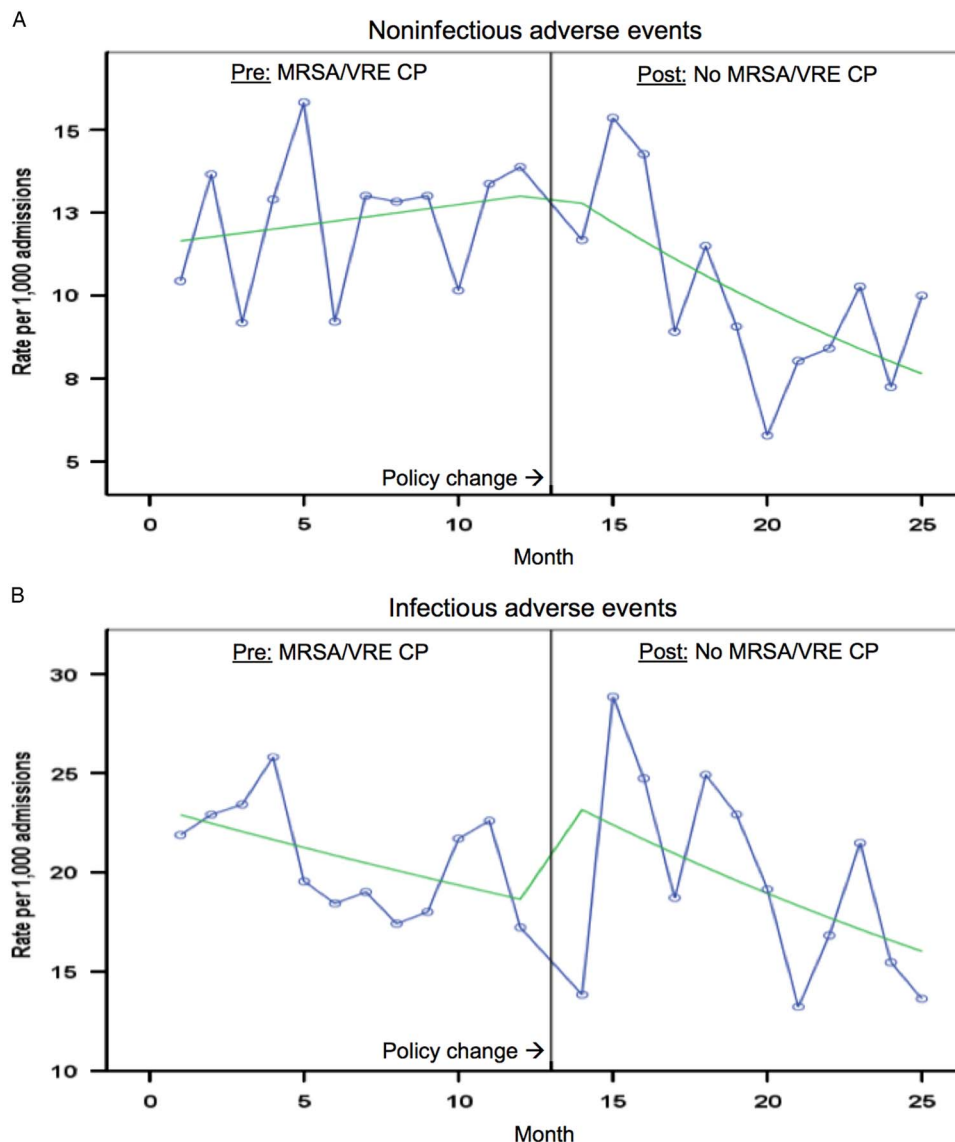 A
Noninfectious adverse events
Pre: MRSA/VRE CP
Post: No MRSA/VRE CP
Rate per 1,000 admissions
15
13
10
8
5
Policy change →
0 5 10 15 20 25
Month
B
Infectious adverse events
Pre: MRSA/VRE CP
Post: No MRSA/VRE CP
Rate per 1,000 admissions
30
25
20
15
10
Policy change →
0 5 10 15 20 25
Month